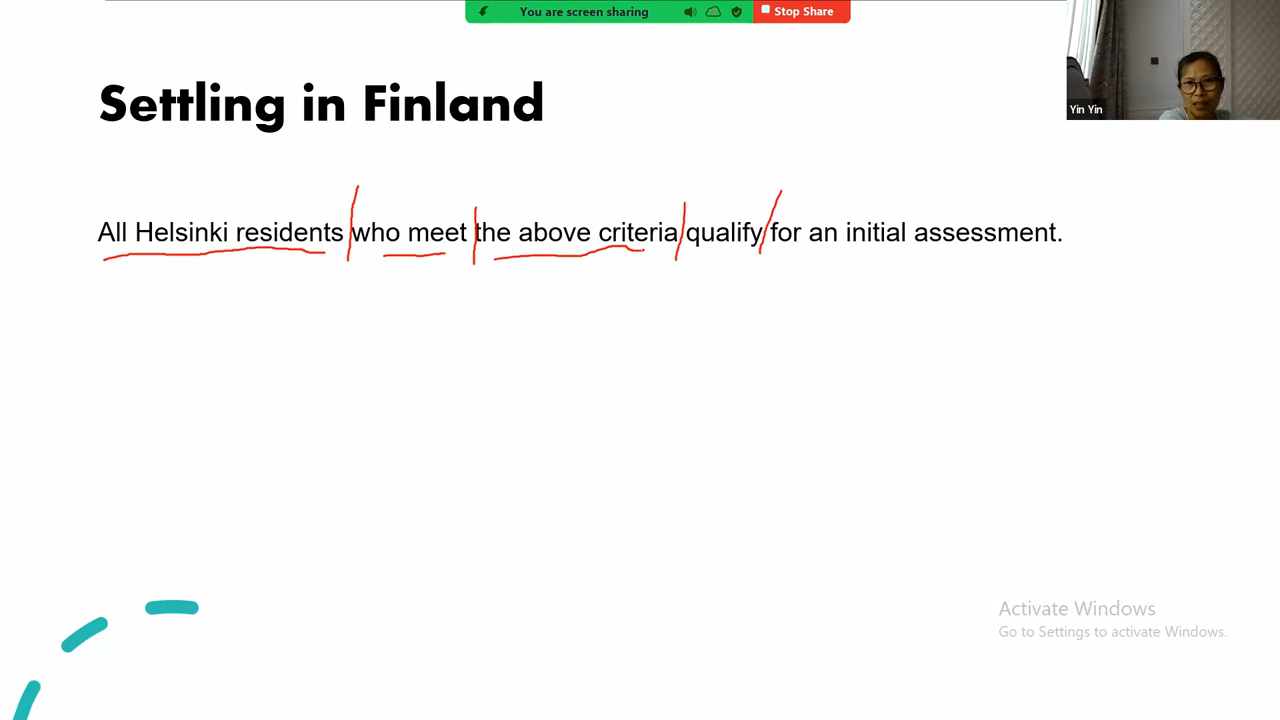 You are screen sharing
Stop Share
Settling in Finland
Yin Yin
All Helsinki residents who meet the above criteria qualify for an initial assessment.
Activate Windows
Go to Settings to activate Windows.